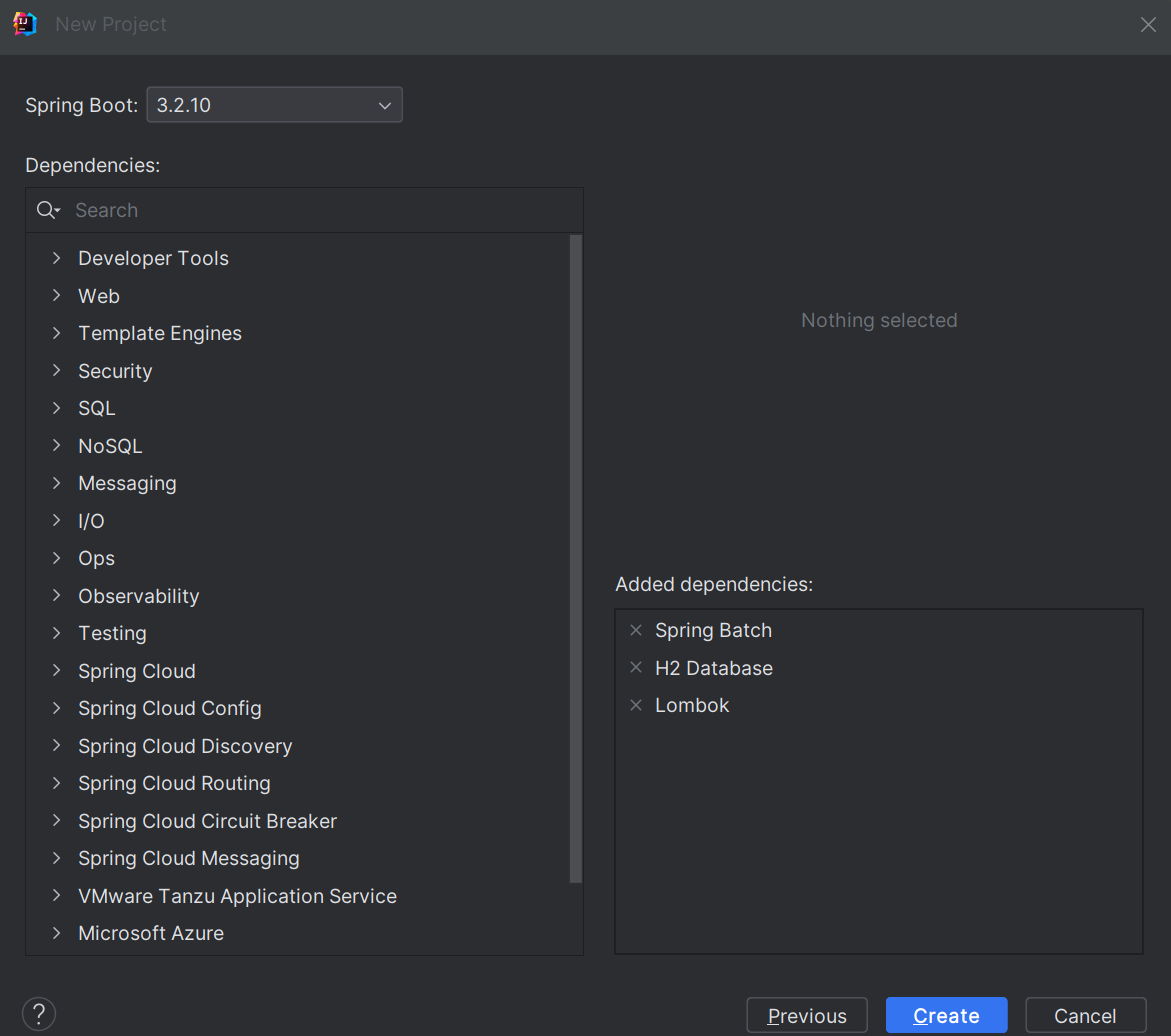 New Project
Spring Boot: 3.2.10
Dependencies:
Search
Developer Tools
Web
Template Engines
Security
SQL
NoSQL
Messaging
I/O
Ops
Observability
Testing
Spring Cloud
Spring Cloud Config
Spring Cloud Discovery
Spring Cloud Routing
Spring Cloud Circuit Breaker
Spring Cloud Messaging
VMware Tanzu Application Service
Microsoft Azure
Nothing selected
Added dependencies:
Spring Batch
H2 Database
Lombok
?
Previous
Create
Cancel